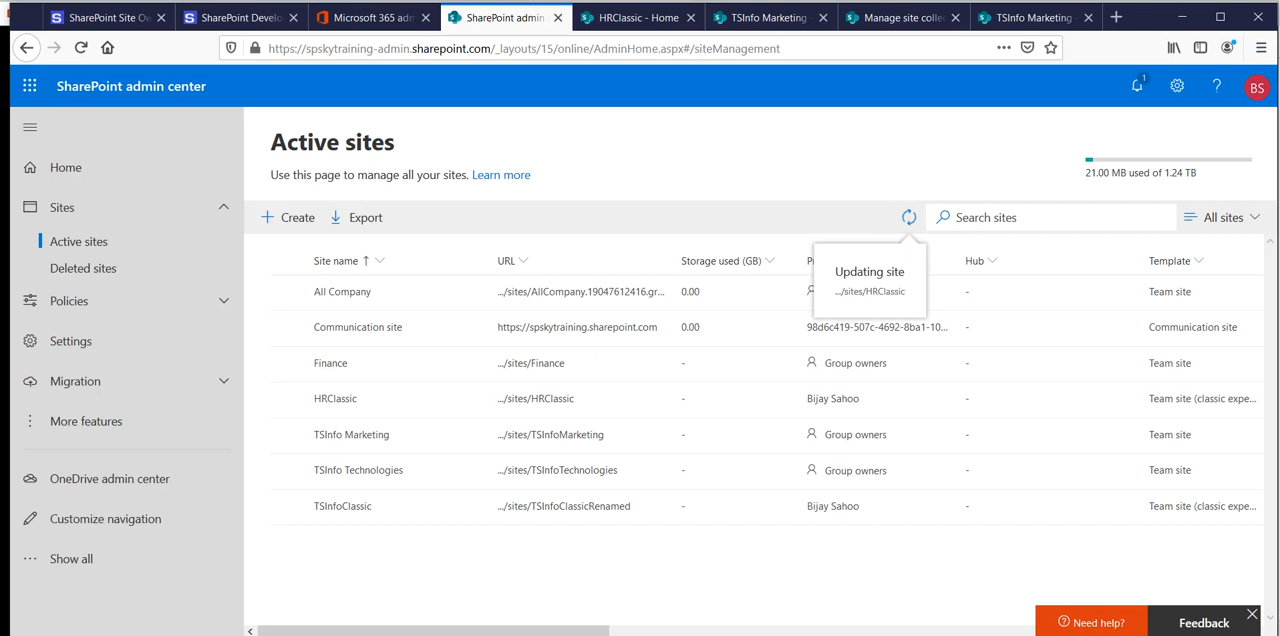 SharePoint Site Ow
SharePoint Develo
Microsoft 365 adm
SharePoint admin
HRClassic - Home
TSInfo Marketing -
Manage site collec
TSInfo Marketing
https://spskytraining-admin.sharepoint.com/_layouts/15/online/AdminHome.aspx#/siteManagement
SharePoint admin center
1
BS
Home
Sites
Active sites
Deleted sites
Policies
Settings
Migration
More features
OneDrive admin center
Customize navigation
Show all
Active sites
Use this page to manage all your sites. Learn more
21.00 MB used of 1.24 TB
Create Export Search sites All sites
Updating site
.../sites/HRClassic
Site name ↑ URL Storage used (GB) Hub Template
All Company .../sites/AllCompany.19047612416.gr... 0.00 - Team site
Communication site https://spskytraining.sharepoint.com 0.00 98d6c419-507c-4692-8ba1-10... - Communication site
Finance .../sites/Finance - Group owners - Team site
HRClassic .../sites/HRClassic - Bijay Sahoo - Team site (classic expe...
TSInfo Marketing .../sites/TSInfoMarketing - Group owners - Team site
TSInfo Technologies .../sites/TSInfoTechnologies - Group owners - Team site
TSInfoClassic .../sites/TSInfoClassicRenamed - Bijay Sahoo - Team site (classic expe...
Need help? Feedback